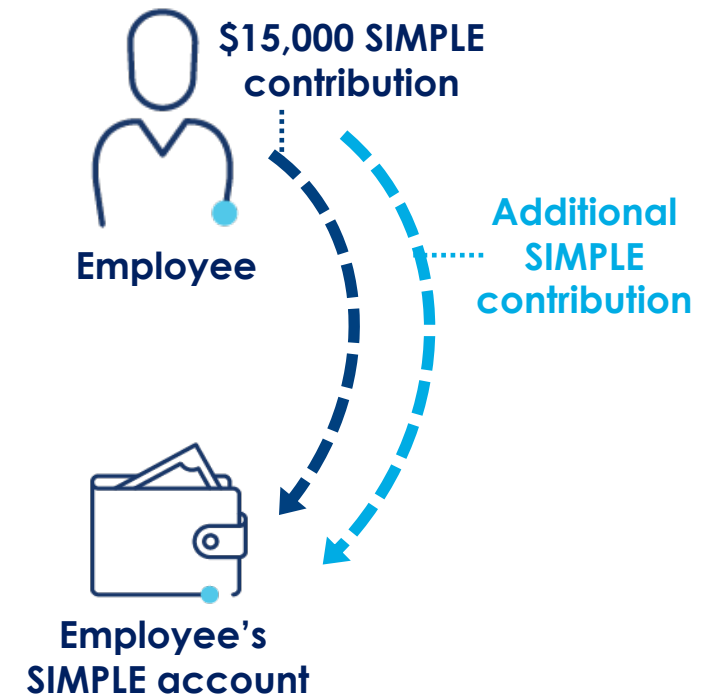 $15,000 SIMPLE
contribution
Employee
Additional
SIMPLE
contribution
Employee's
SIMPLE account